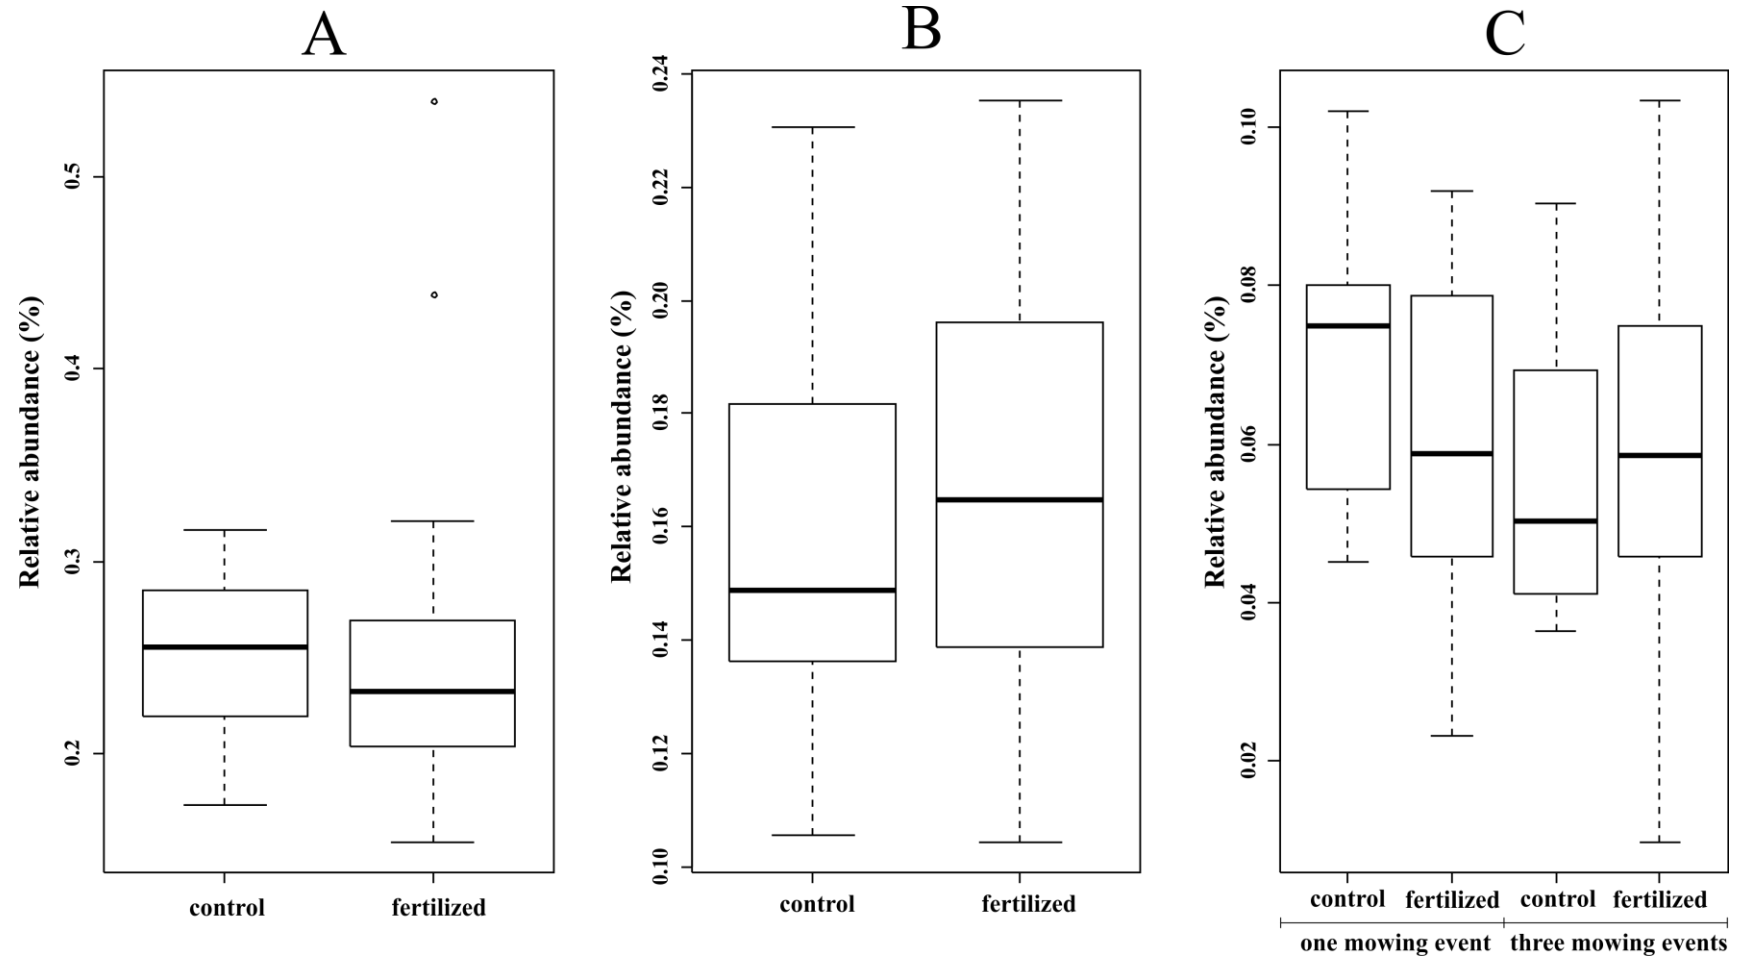 A
B
C
Relative abundance (%)
0.5
0.4
0.3
0.2
control
fertilized
Relative abundance (%)
0.24
0.22
0.20
0.18
0.16
0.14
0.12
0.10
control
fertilized
Relative abundance (%)
0.10
0.08
0.06
0.04
0.02
control
fertilized
control
fertilized
one mowing event
three mowing events